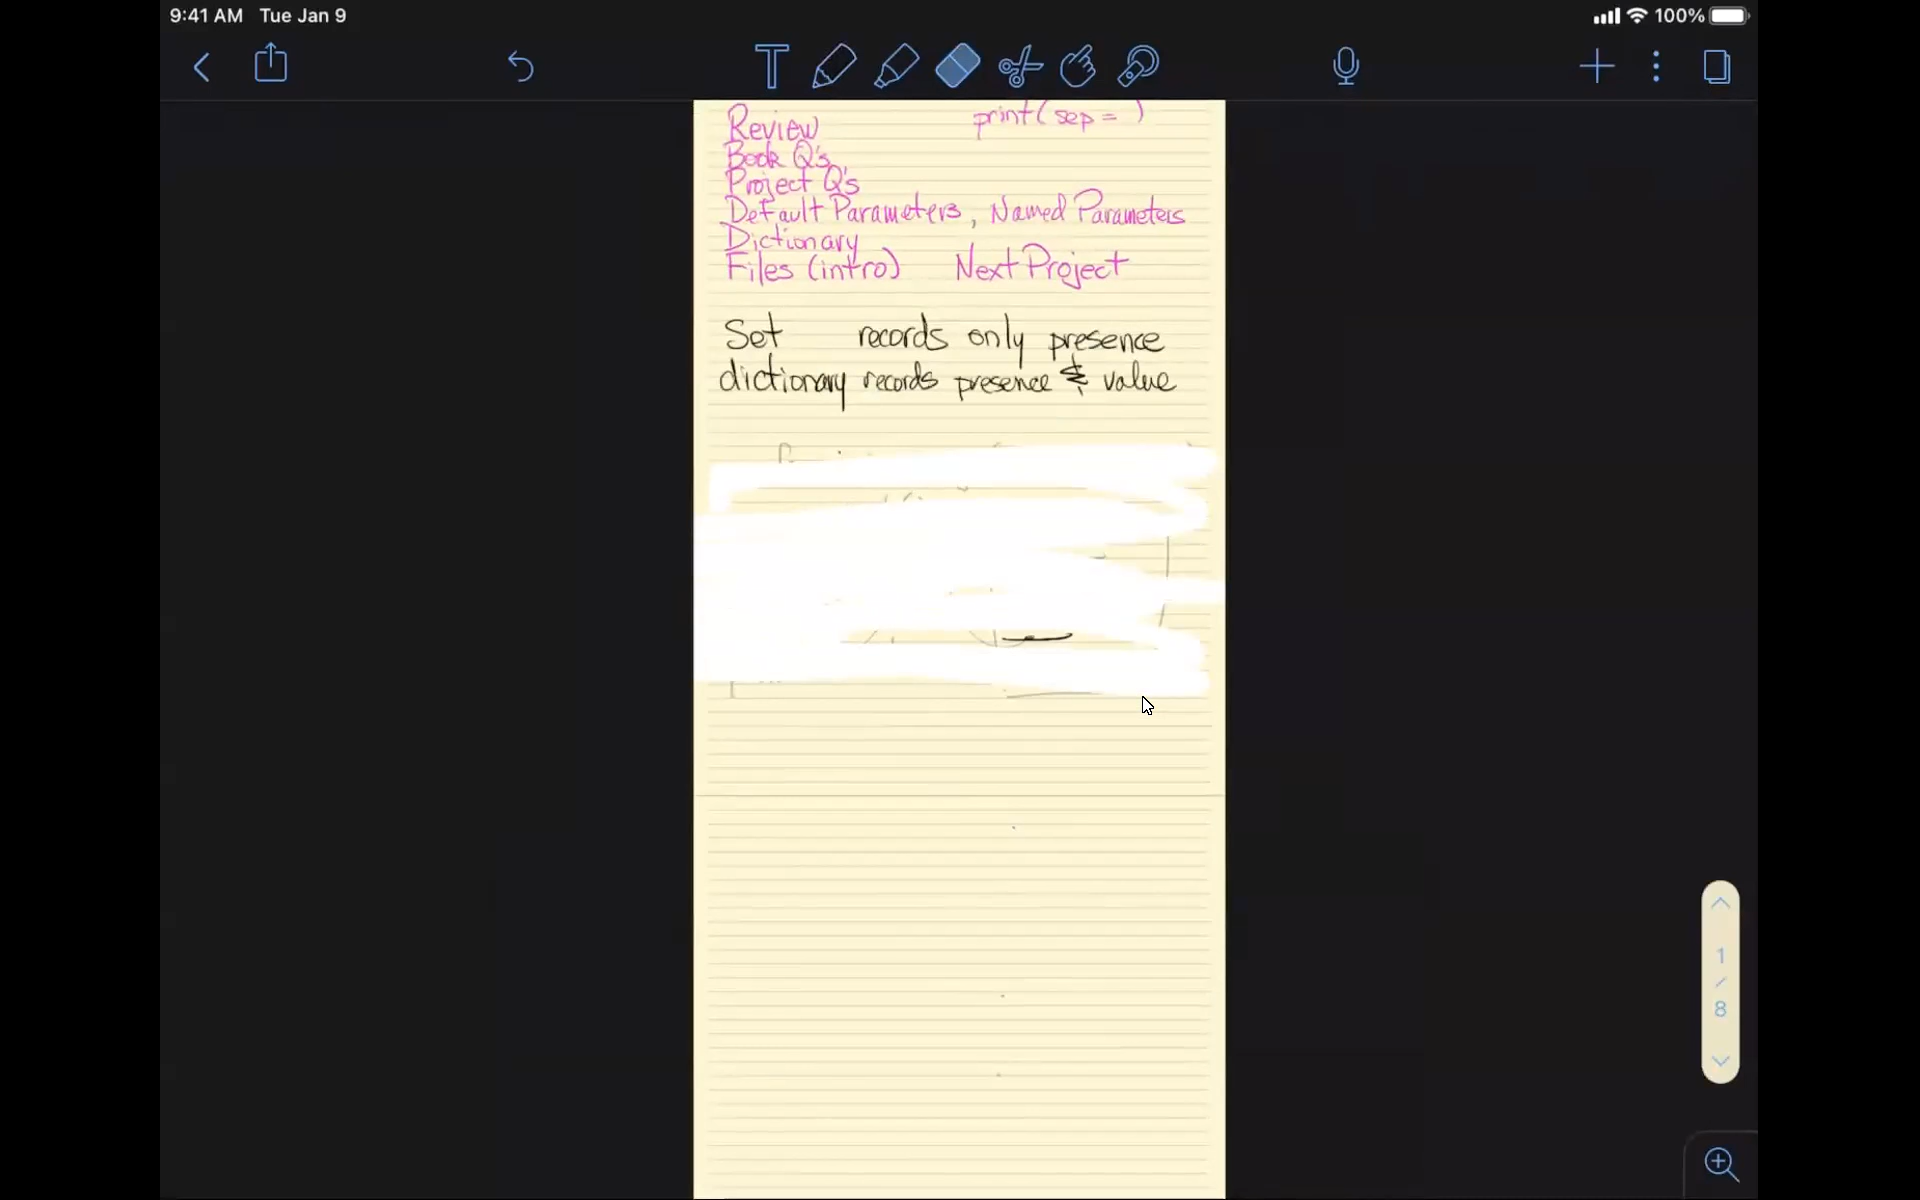 9:41 AM Tue Jan 9
100%
Review print( sep = )
Book Q's
Project Q's
Default Parameters, Named Parameters
Dictionary
Files (intro) Next Project
Set records only presence
dictionary records presence & value
1
/
8